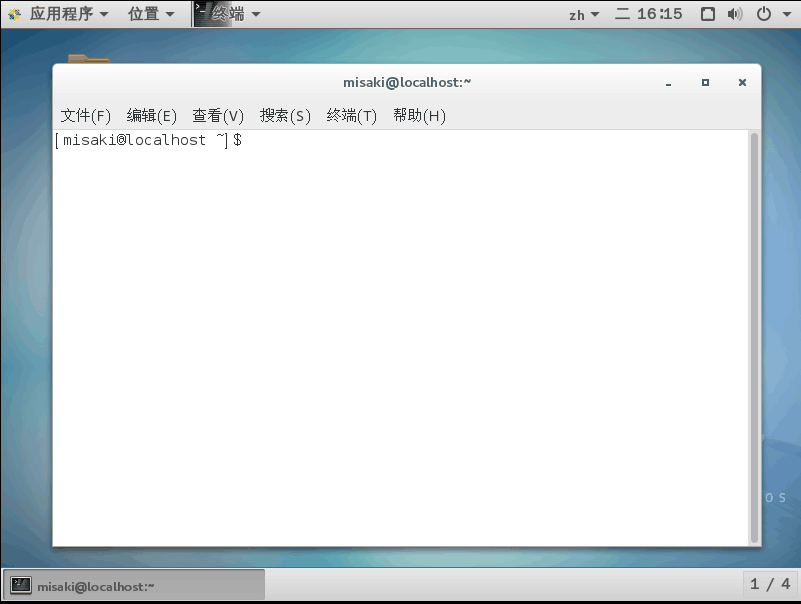 应用程序 位置 终端 zh 二 16:15
misaki@localhost:~
文件(F) 编辑(E) 查看(V) 搜索(S) 终端(T) 帮助(H)
[misaki@localhost ~]$
O S
misaki@localhost:~ 1 / 4